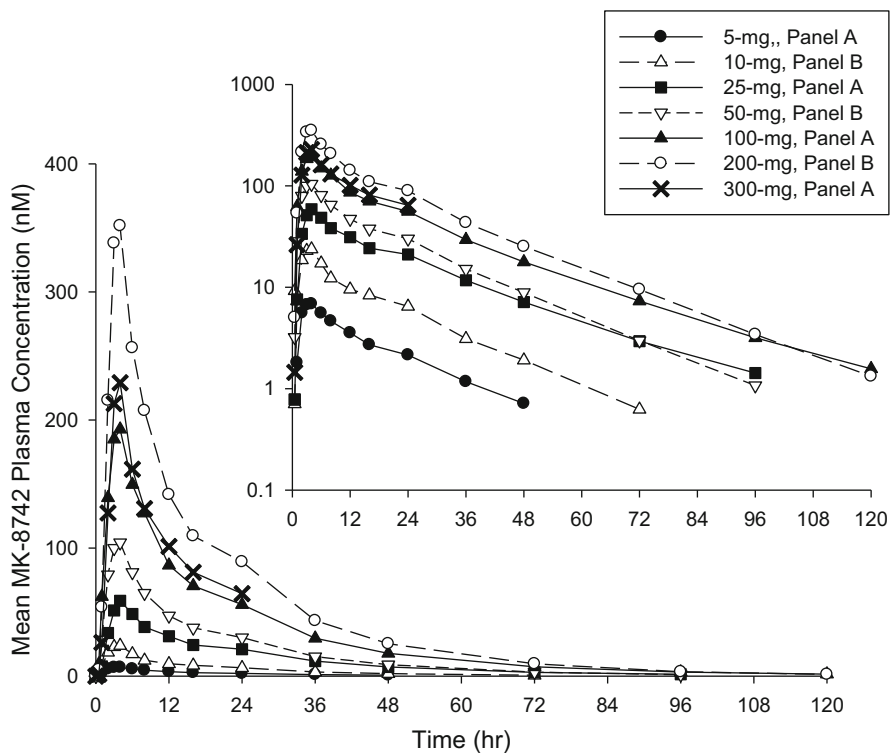 5-mg,, Panel A
10-mg, Panel B
25-mg, Panel A
50-mg, Panel B
100-mg, Panel A
200-mg, Panel B
300-mg, Panel A
1000
100
10
1
0.1
0 12 24 36 48 60 72 84 96 108 120
400
300
200
100
0
Mean MK-8742 Plasma Concentration (nM)
0 12 24 36 48 60 72 84 96 108 120
Time (hr)